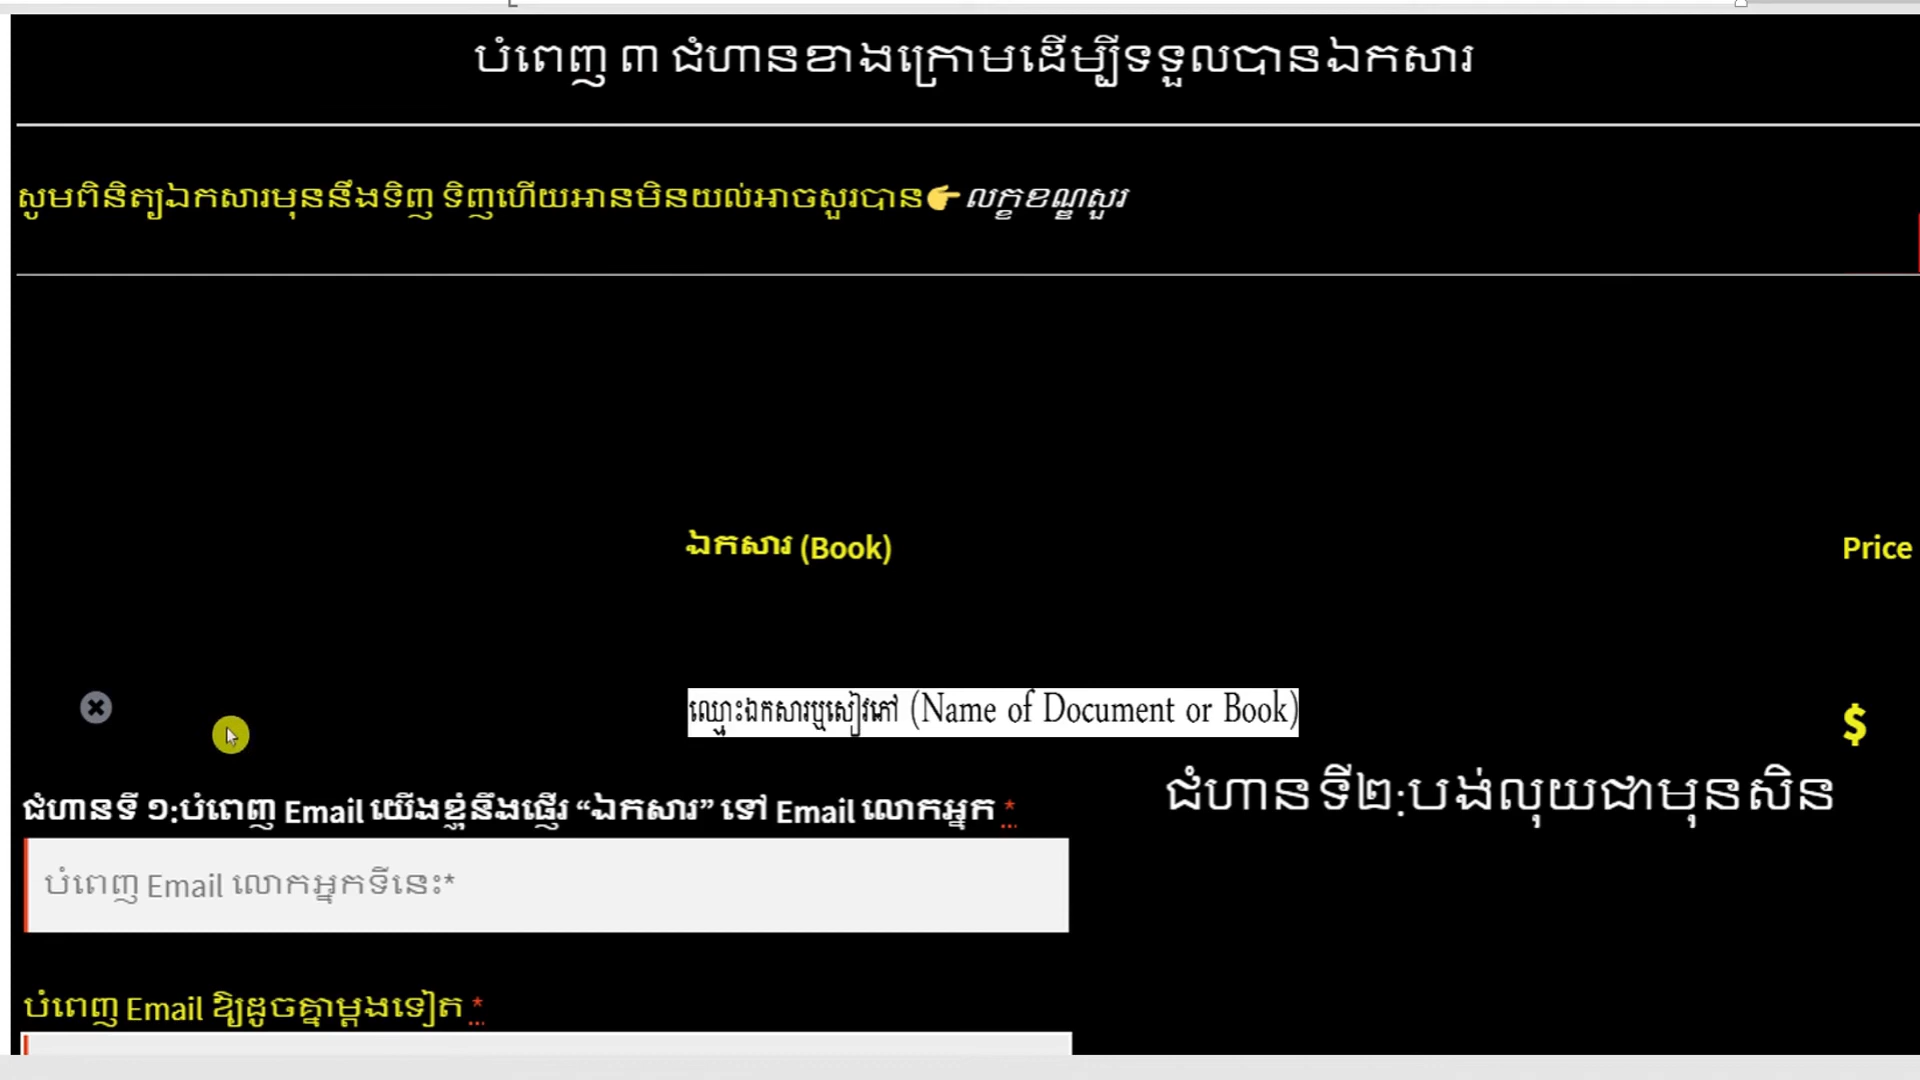 បំពេញ ៣ ជំហានខាងក្រោមដើម្បីទទួលបានឯកសារ
សូមពិនិត្យឯកសារមុននឹងទិញ ទិញហើយអានមិនយល់អាចសួរបាន👉លក្ខខណ្ឌសួរ
ឯកសារ (Book) Price
ឈ្មោះឯកសារឬសៀវភៅ (Name of Document or Book) $
ជំហានទី ១:បំពេញ Email យើងខ្ញុំនឹងផ្ញើរ “ឯកសារ” ទៅ Email លោកអ្នក *
ជំហានទី២:បង់លុយជាមុនសិន
បំពេញ Email លោកអ្នកទីនេះ*
បំពេញ Email ឱ្យដូចគ្នាម្ដងទៀត *